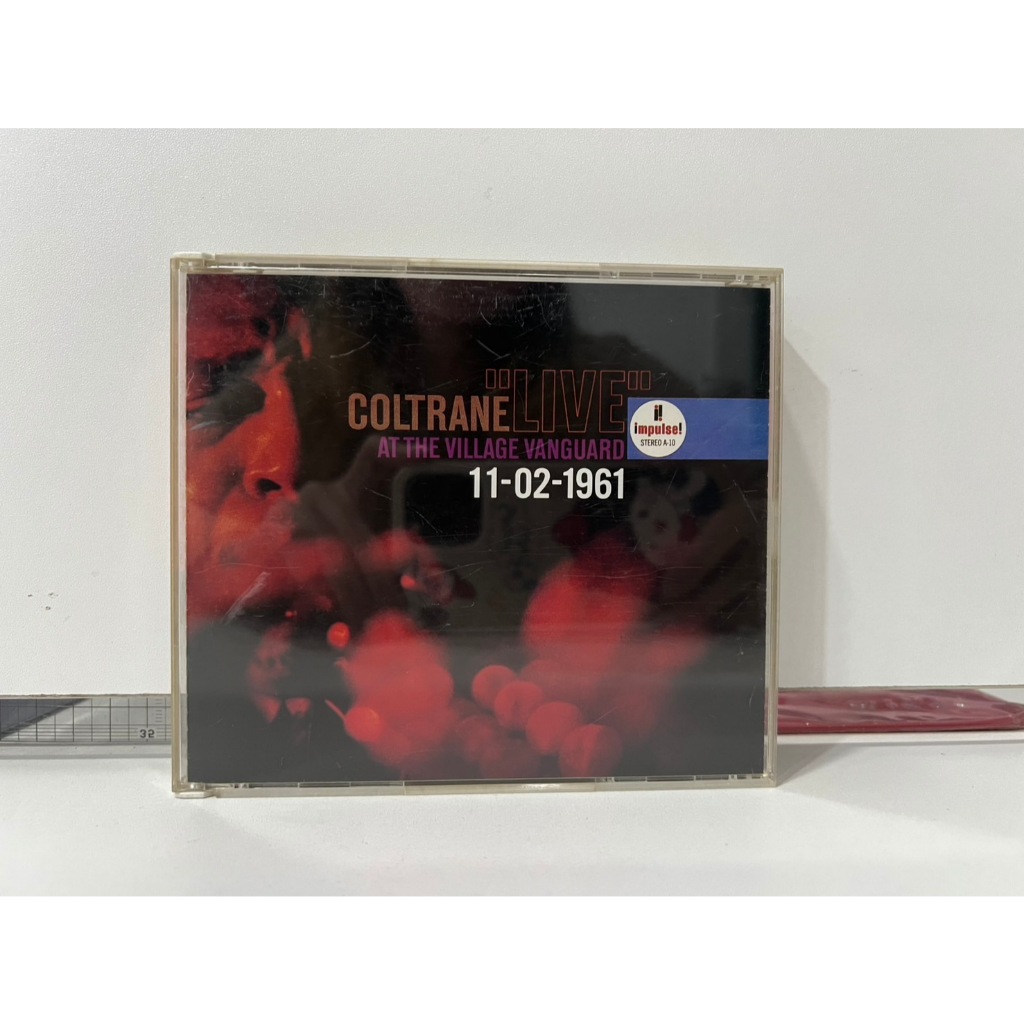 "LIVE"
COLTRANE
AT THE VILLAGE VANGUARD
11-02-1961
i!
impulse!
STEREO A-10
32